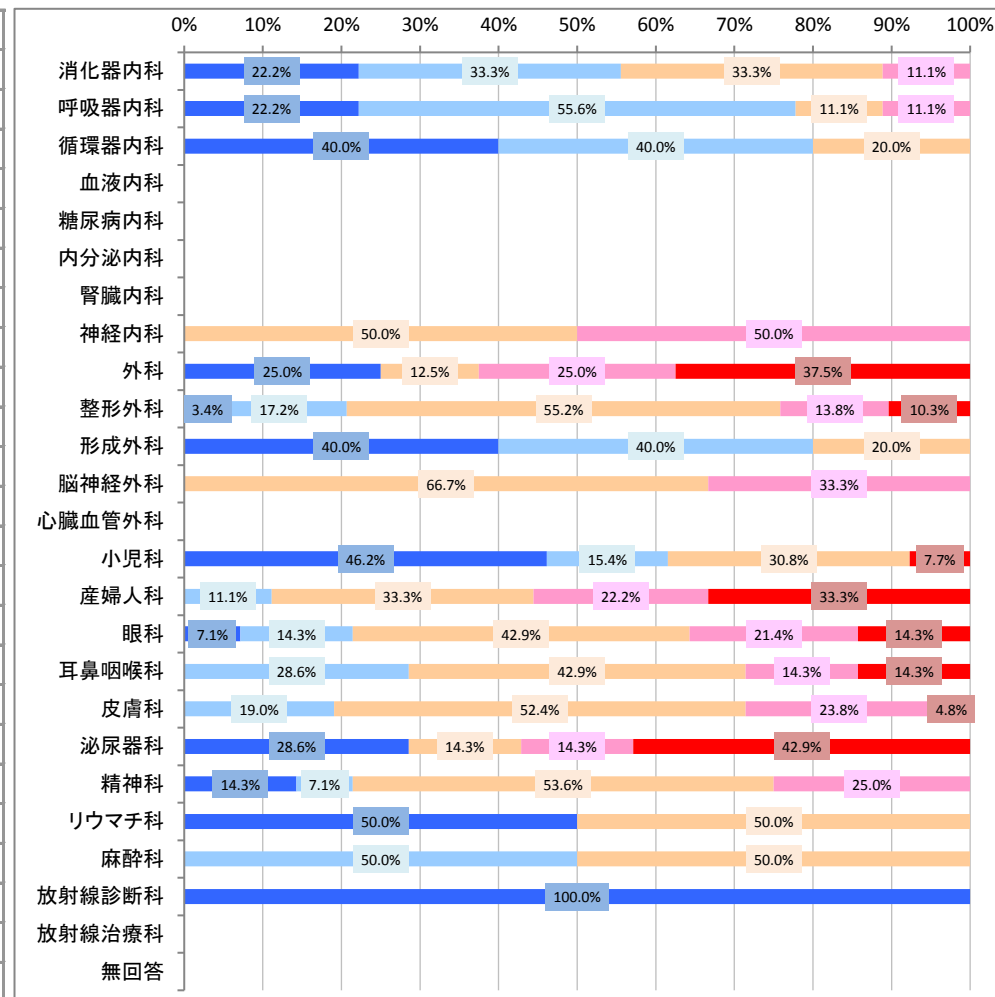 0% 10% 20% 30% 40% 50% 60% 70% 80% 90% 100%
消化器内科 22.2% 33.3% 33.3% 11.1%
呼吸器内科 22.2% 55.6% 11.1% 11.1%
循環器内科 40.0% 40.0% 20.0%
血液内科
糖尿病内科
内分泌内科
腎臓内科
神経内科 50.0% 50.0%
外科 25.0% 12.5% 25.0% 37.5%
整形外科 3.4% 17.2% 55.2% 13.8% 10.3%
形成外科 40.0% 40.0% 20.0%
脳神経外科 66.7% 33.3%
心臓血管外科
小児科 46.2% 15.4% 30.8% 7.7%
産婦人科 11.1% 33.3% 22.2% 33.3%
眼科 7.1% 14.3% 42.9% 21.4% 14.3%
耳鼻咽喉科 28.6% 42.9% 14.3% 14.3%
皮膚科 19.0% 52.4% 23.8% 4.8%
泌尿器科 28.6% 14.3% 14.3% 42.9%
精神科 14.3% 7.1% 53.6% 25.0%
リウマチ科 50.0% 50.0%
麻酔科 50.0% 50.0%
放射線診断科 100.0%
放射線治療科
無回答